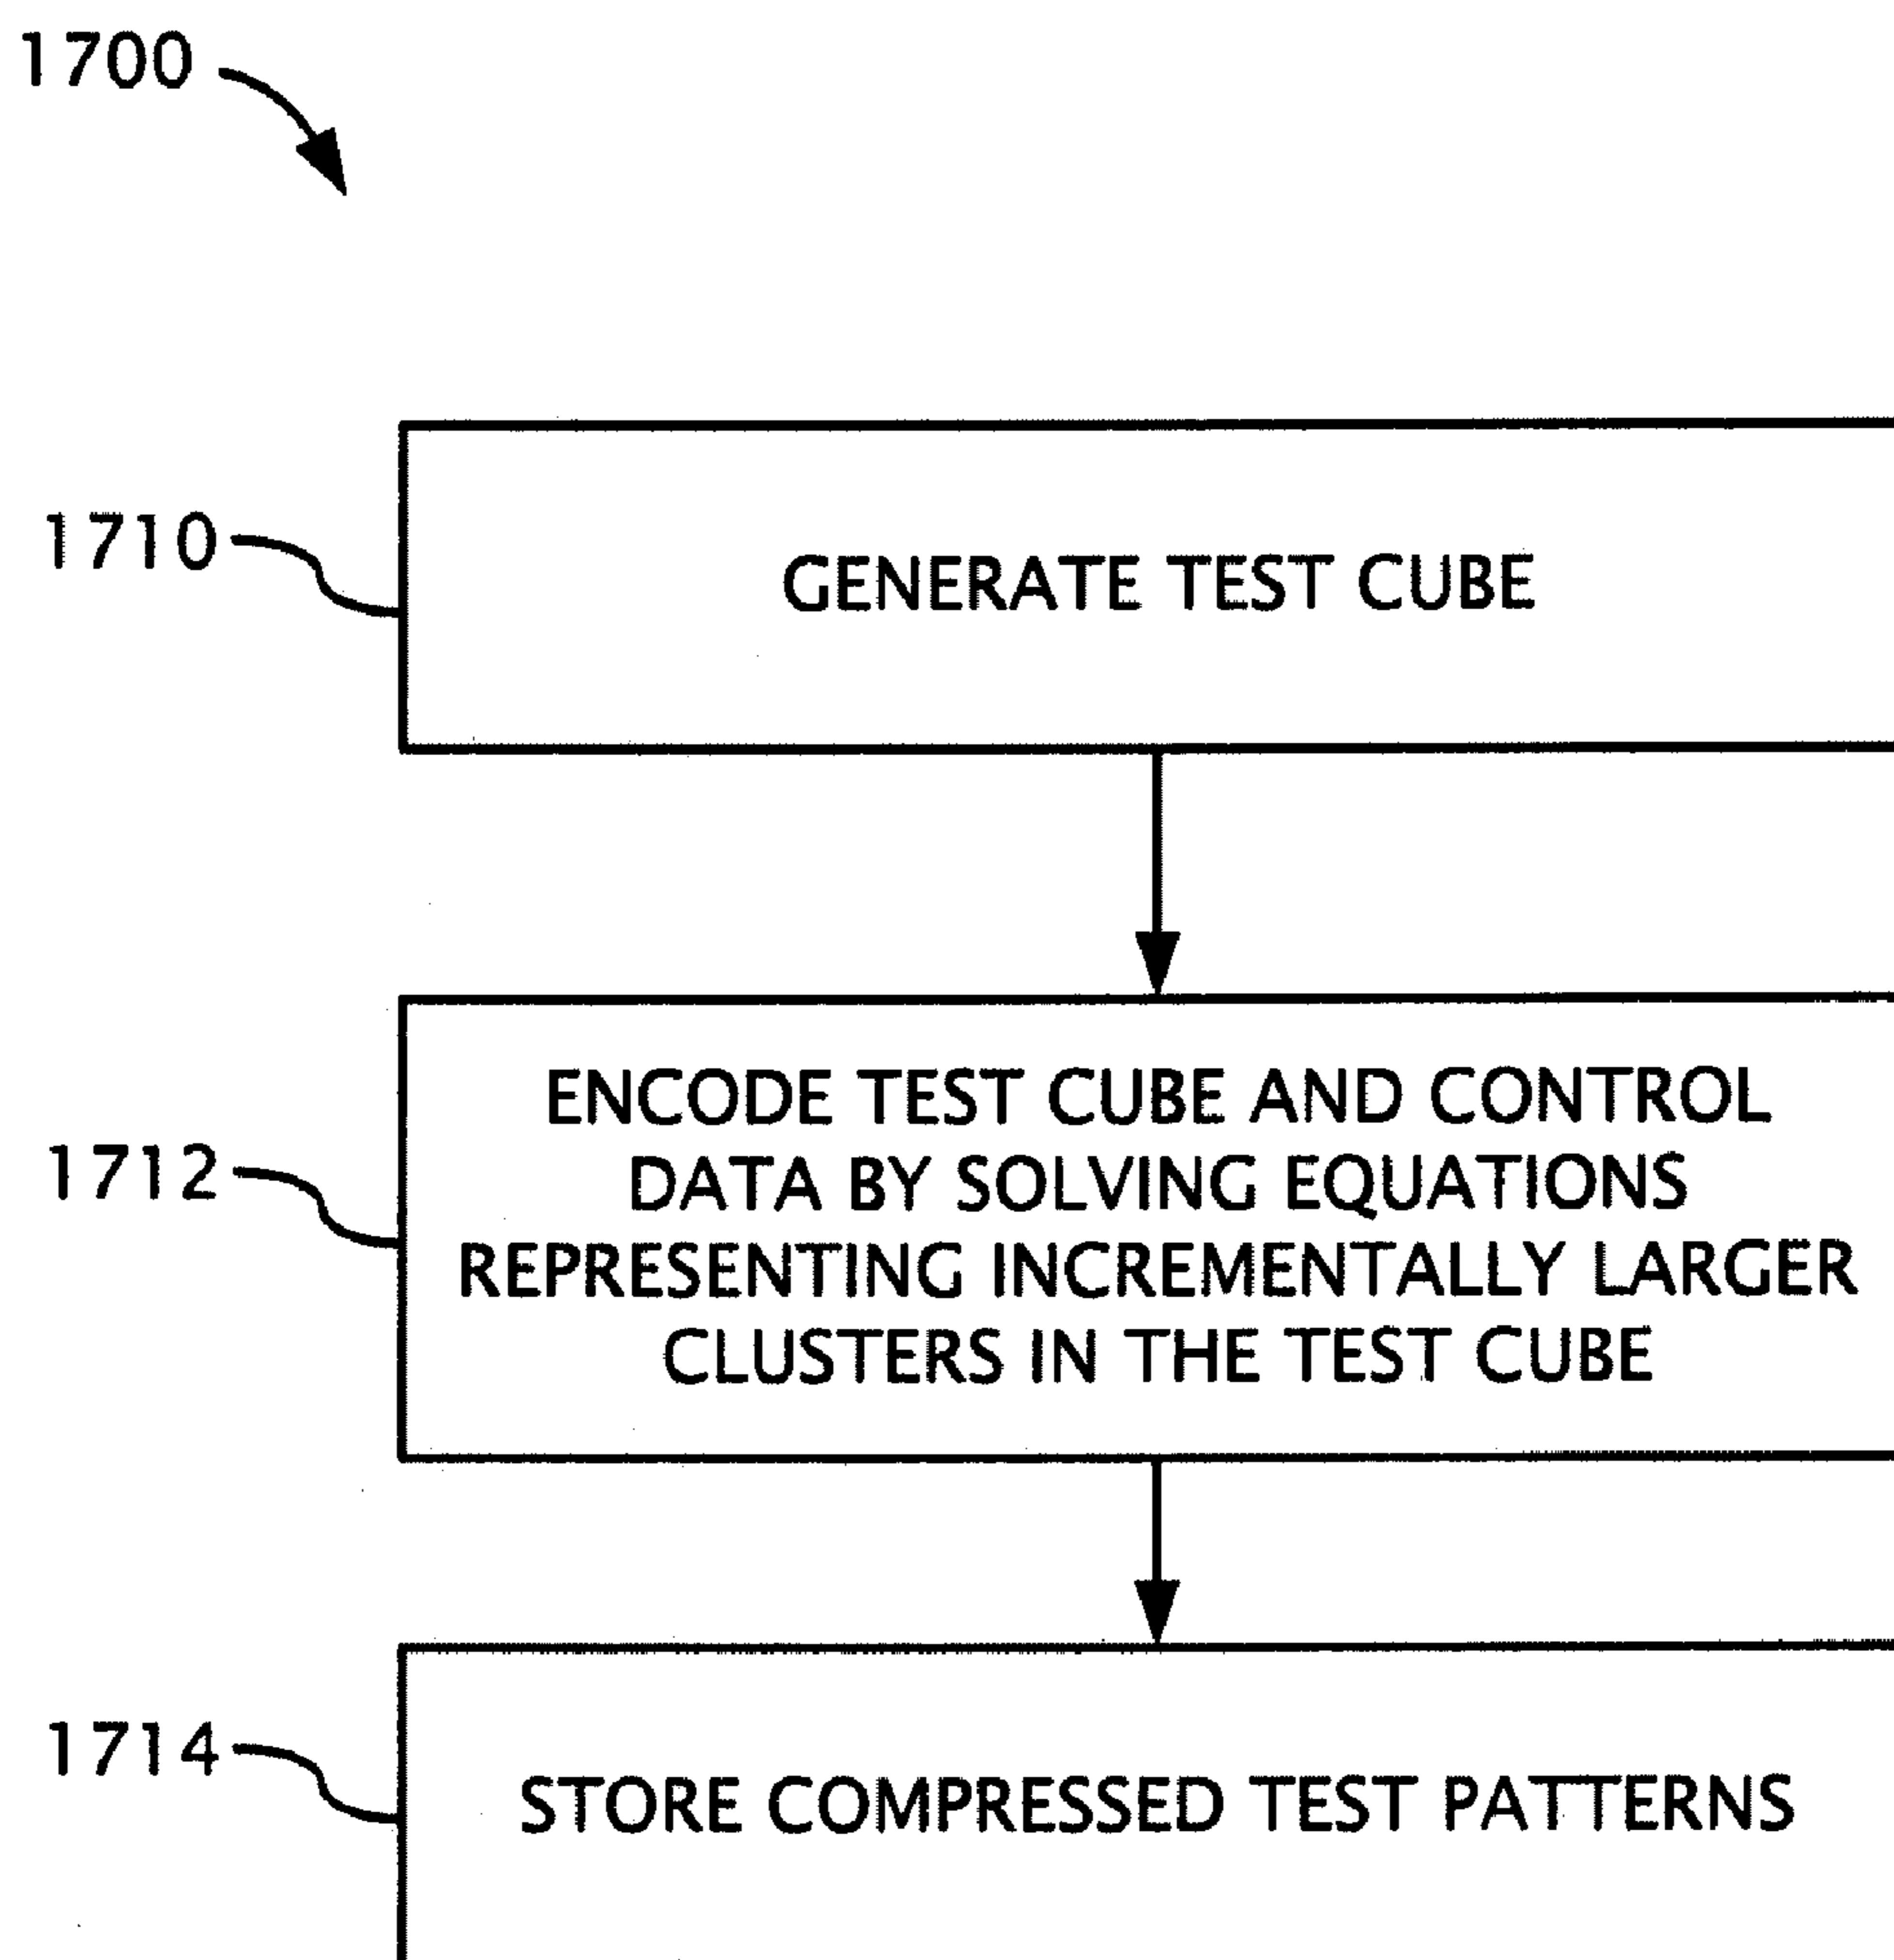 1700
1710
GENERATE TEST CUBE
1712
ENCODE TEST CUBE AND CONTROL
DATA BY SOLVING EQUATIONS
REPRESENTING INCREMENTALLY LARGER
CLUSTERS IN THE TEST CUBE
1714
STORE COMPRESSED TEST PATTERNS